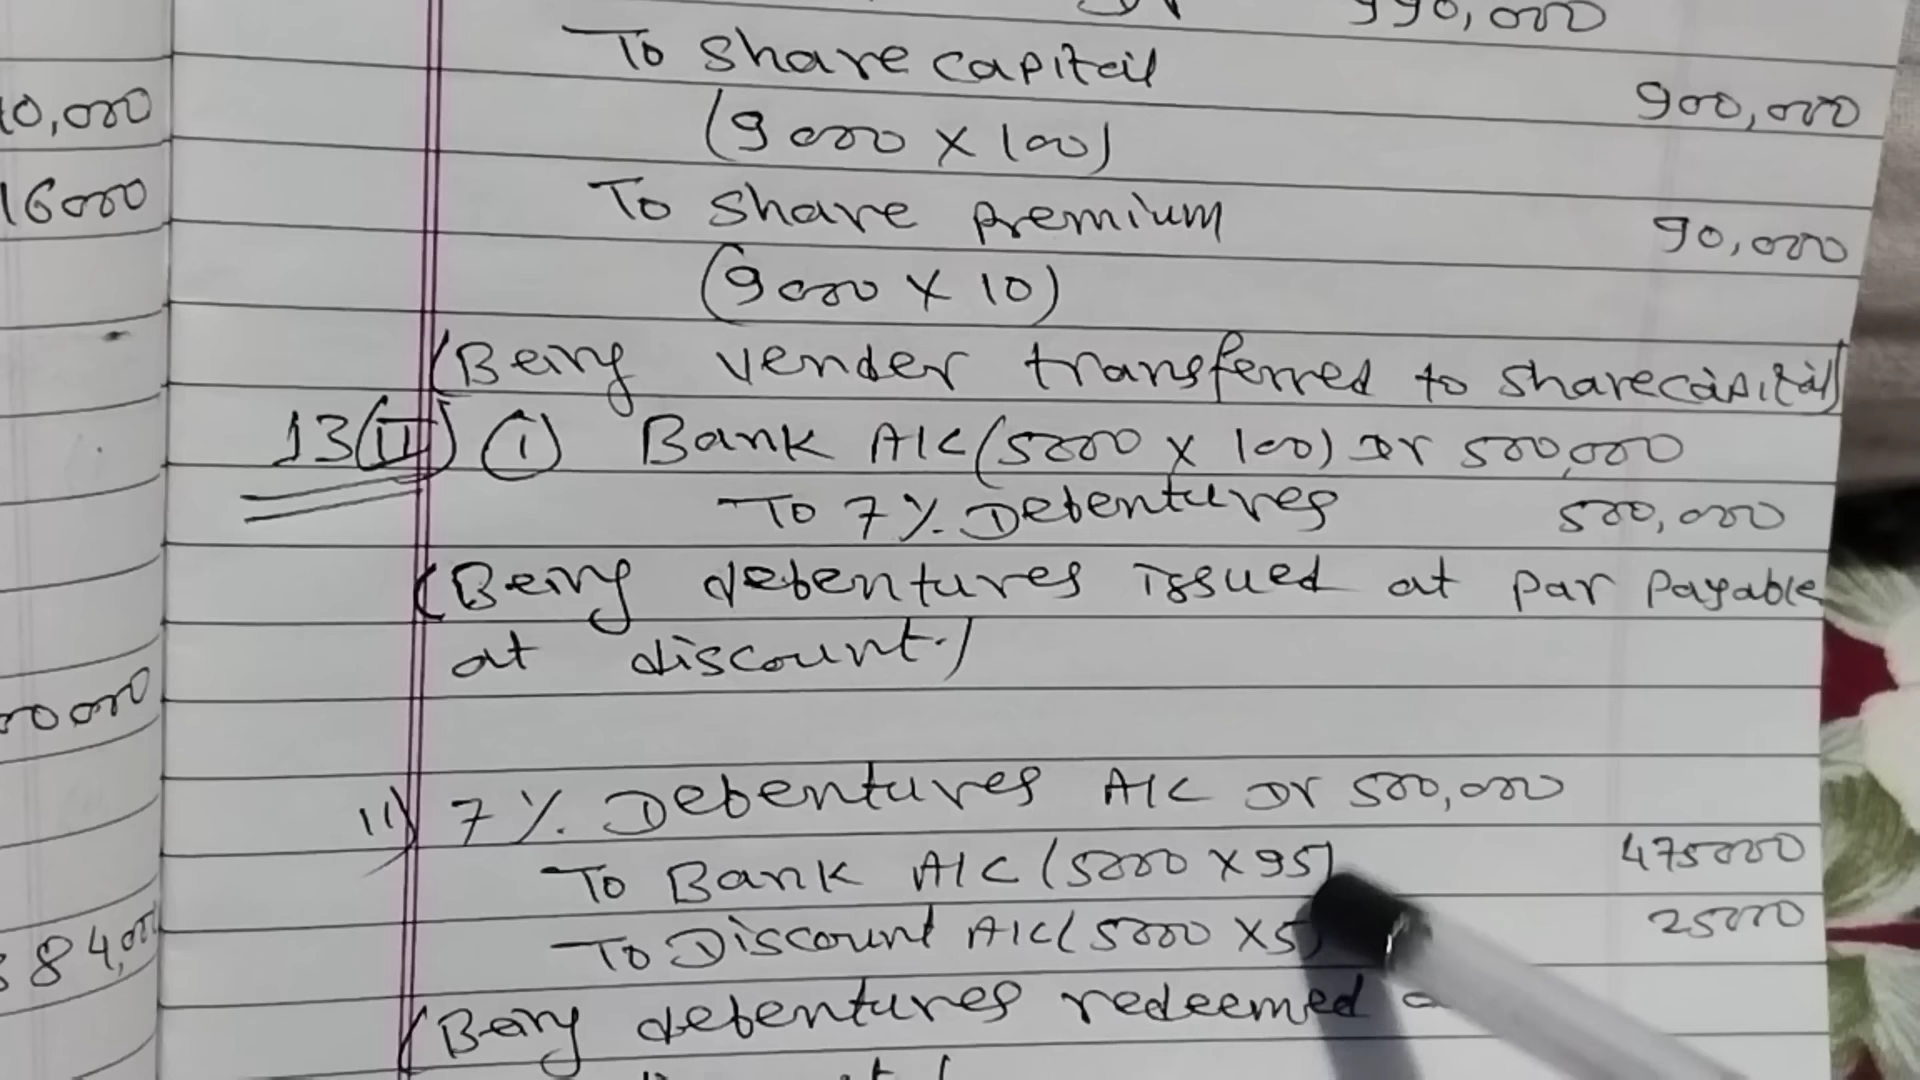 To share capital
900,000
(9000 X 100)
To share premium
90,000
(9000 X 10)
(Being vender transferred to sharecapital)
13(II) (i) Bank A/C (5000 X 100) Dr 500,000
To 7% Debentures 500,000
(Being debentures issued at par payable
at discount.)
ii) 7% Debentures A/C Dr 500,000
To Bank A/C (5000 X 95) 475000
To Discount A/C (5000 X 5) 25000
(Being debentures redeemed
16000
84,000